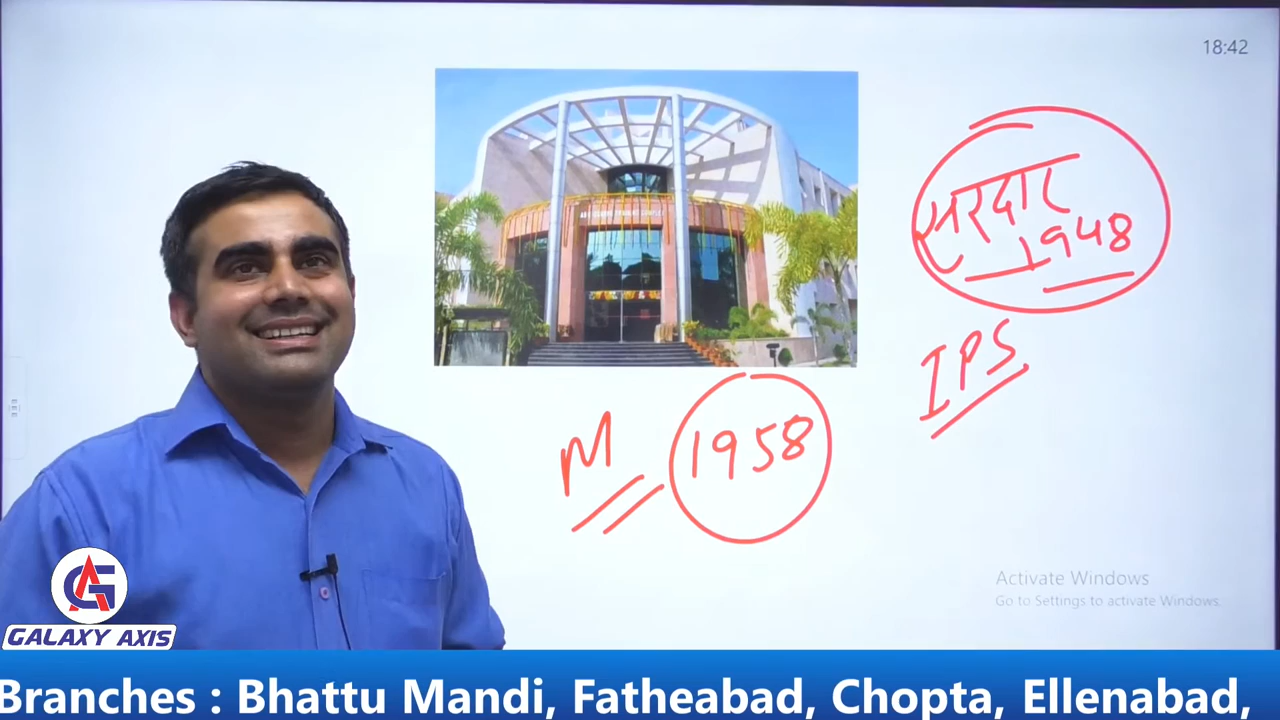 18:42
सरदार
1948
IPS
M 1958
Activate Windows
Go to Settings to activate Windows.
GALAXY AXIS
Branches : Bhattu Mandi, Fatheabad, Chopta, Ellenabad,